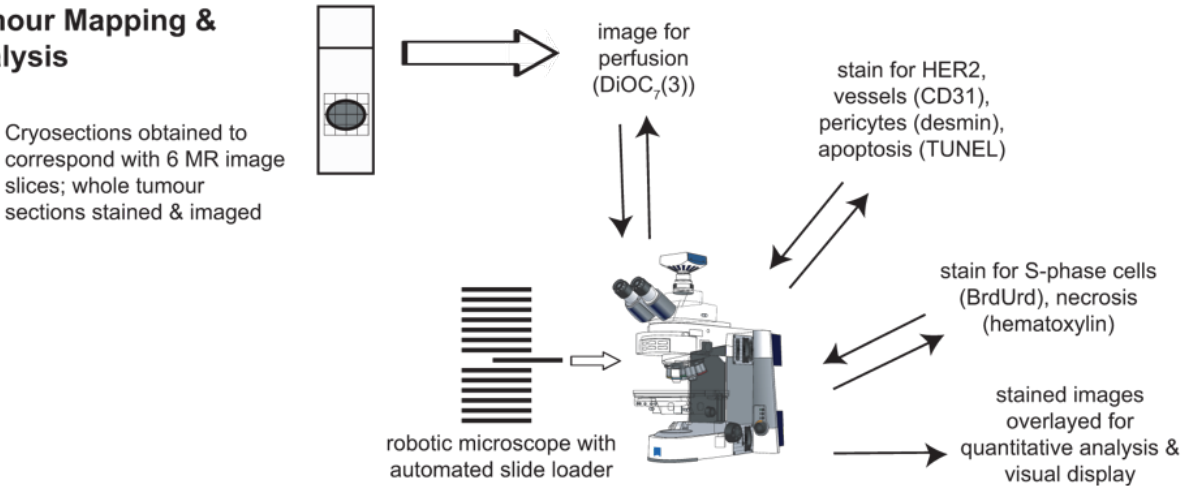 mour Mapping &
alysis
Cryosections obtained to
correspond with 6 MR image
slices; whole tumour
sections stained & imaged
image for
perfusion
(DiOC₇(3))
stain for HER2,
vessels (CD31),
pericytes (desmin),
apoptosis (TUNEL)
stain for S-phase cells
(BrdUrd), necrosis
(hematoxylin)
stained images
overlayed for
quantitative analysis &
visual display
robotic microscope with
automated slide loader